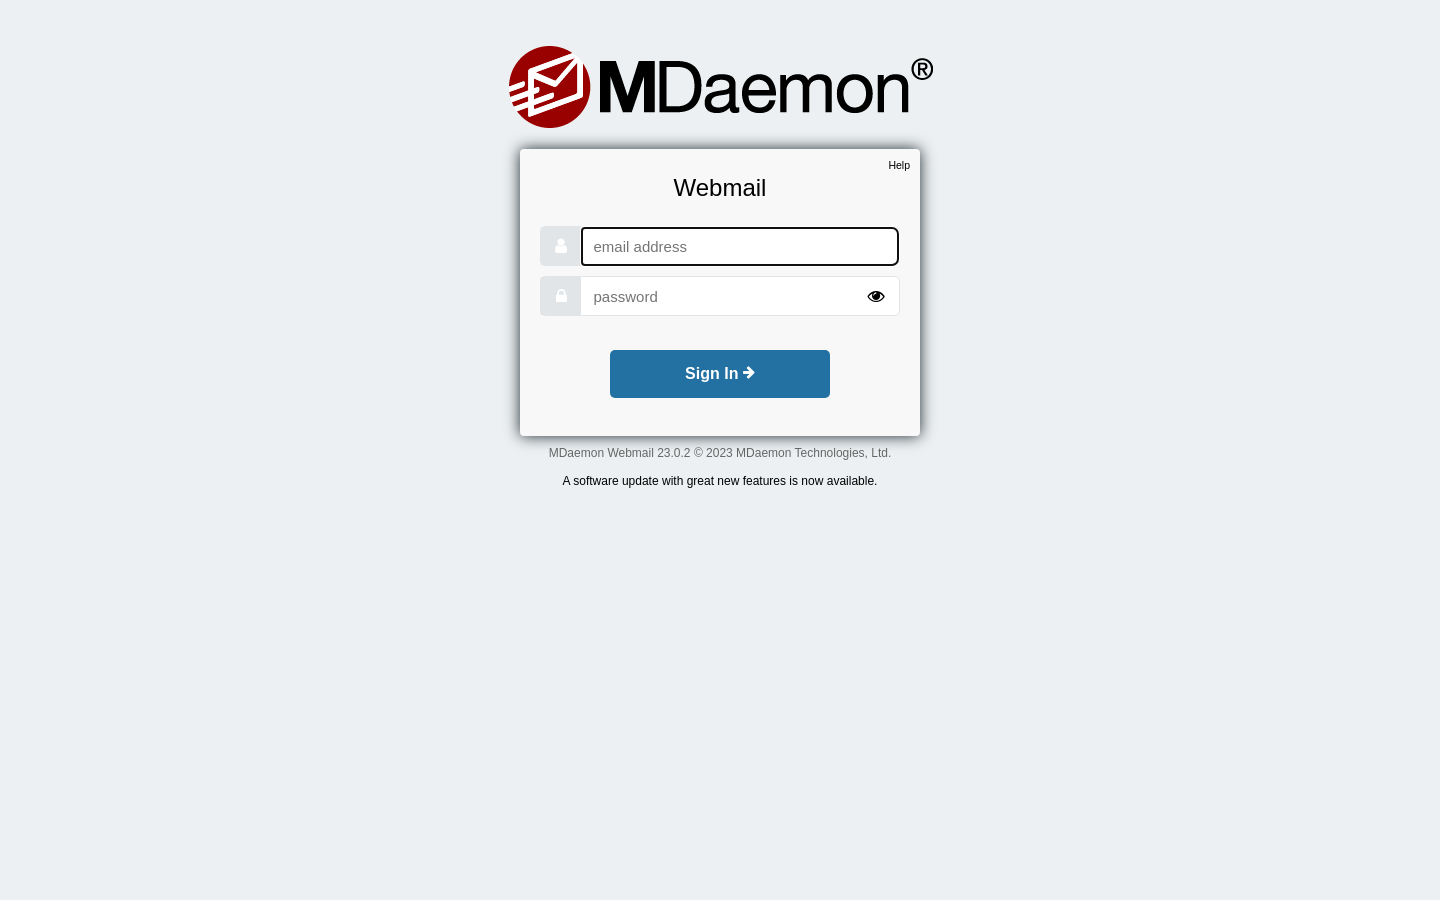 MDaemon®
Help
Webmail
email address
password
Sign In
MDaemon Webmail 23.0.2 © 2023 MDaemon Technologies, Ltd.
A software update with great new features is now available.